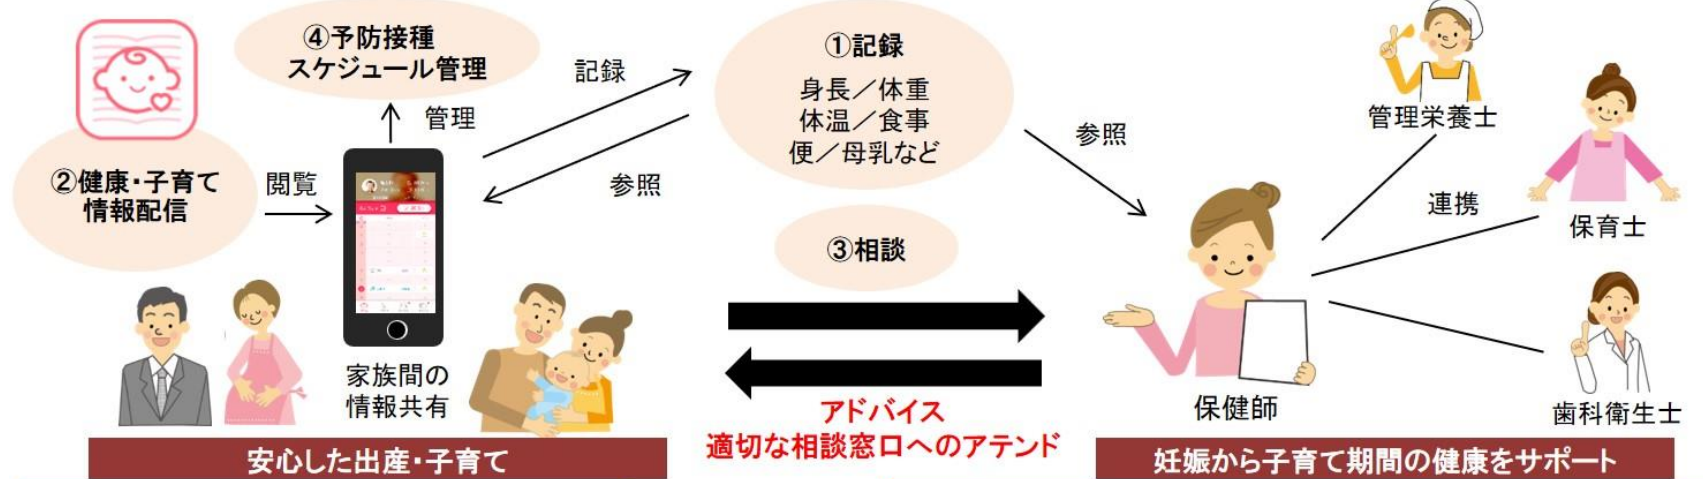 ④予防接種
スケジュール管理
①記録
身長／体重
体温／食事
便／母乳など
記録
管理
参照
参照
②健康・子育て
情報配信
閲覧
③相談
管理栄養士
連携
保育士
家族間の
情報共有
アドバイス
適切な相談窓口へのアテンド
保健師
歯科衛生士
安心した出産・子育て
妊娠から子育て期間の健康をサポート